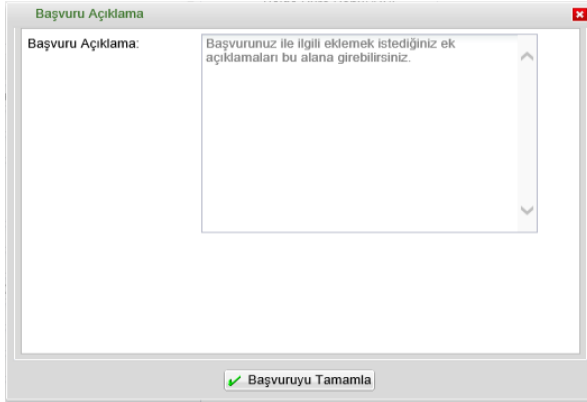 Başvuru Açıklama
Başvuru Açıklama:
Başvurunuz ile ilgili eklemek istediğiniz ek
açıklamaları bu alana girebilirsiniz.
Başvuruyu Tamamla